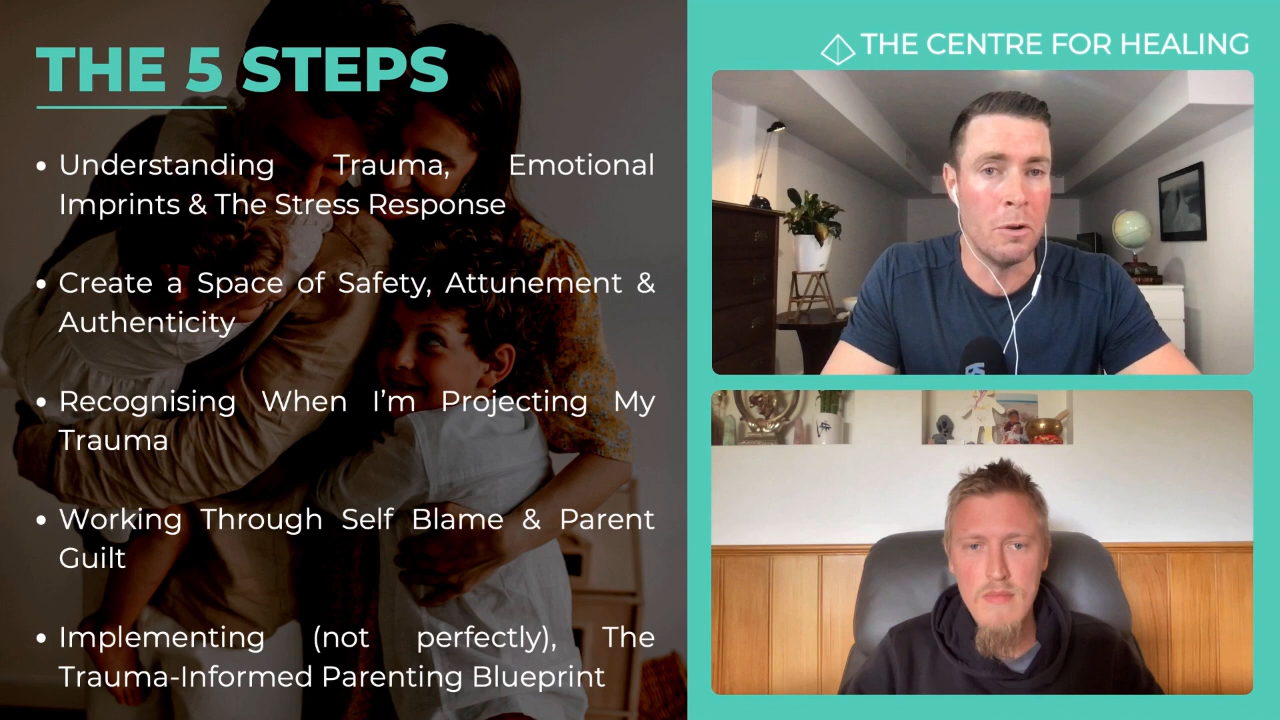 THE 5 STEPS
• Understanding Trauma, Emotional
Imprints & The Stress Response
• Create a Space of Safety, Attunement &
Authenticity
• Recognising When I'm Projecting My
Trauma
• Working Through Self Blame & Parent
Guilt
• Implementing (not perfectly), The
Trauma-Informed Parenting Blueprint
THE CENTRE FOR HEALING